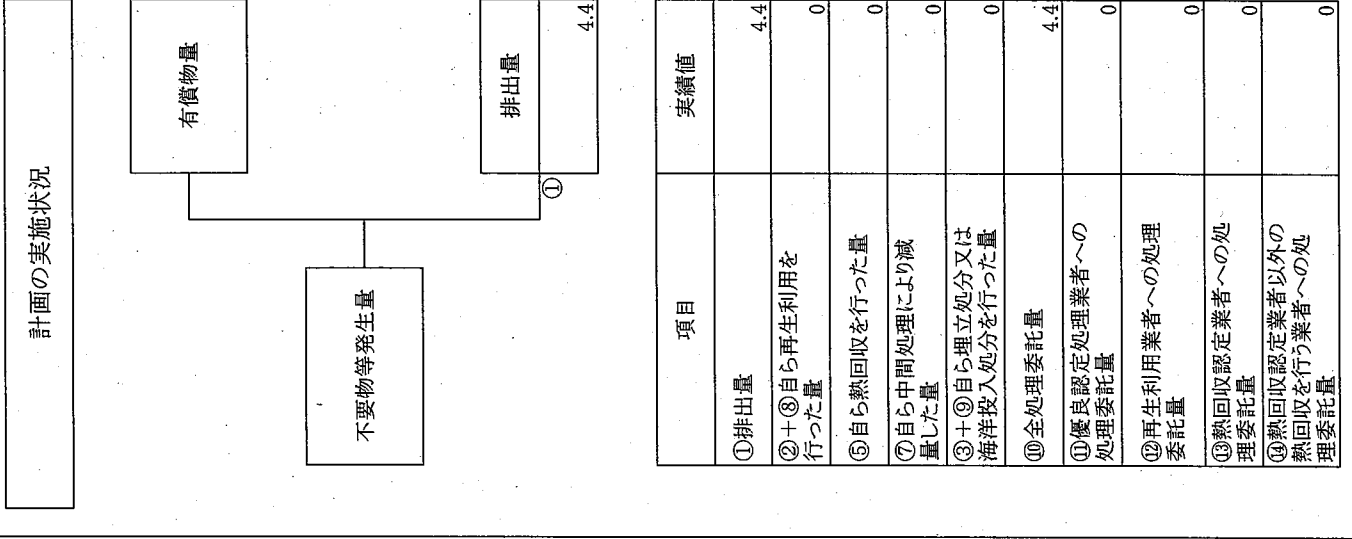 計画の実施状況
有償物量
不要物等発生量
排出量
①
4.4
項目
実績値
①排出量
4.4
②+⑧自ら再生利用を
行った量
0
⑤自ら熱回収を行った量
0
⑦自ら中間処理により減
量した量
0
③+⑨自ら埋立処分又は
海洋投入処分を行った量
0
⑩全処理委託量
4.4
⑪優良認定処理業者への
処理委託量
0
⑫再生利用業者への処理
委託量
0
⑬熱回収認定業者への処
理委託量
0
⑭熱回収認定業者以外の
熱回収を行う業者への処
理委託量
0